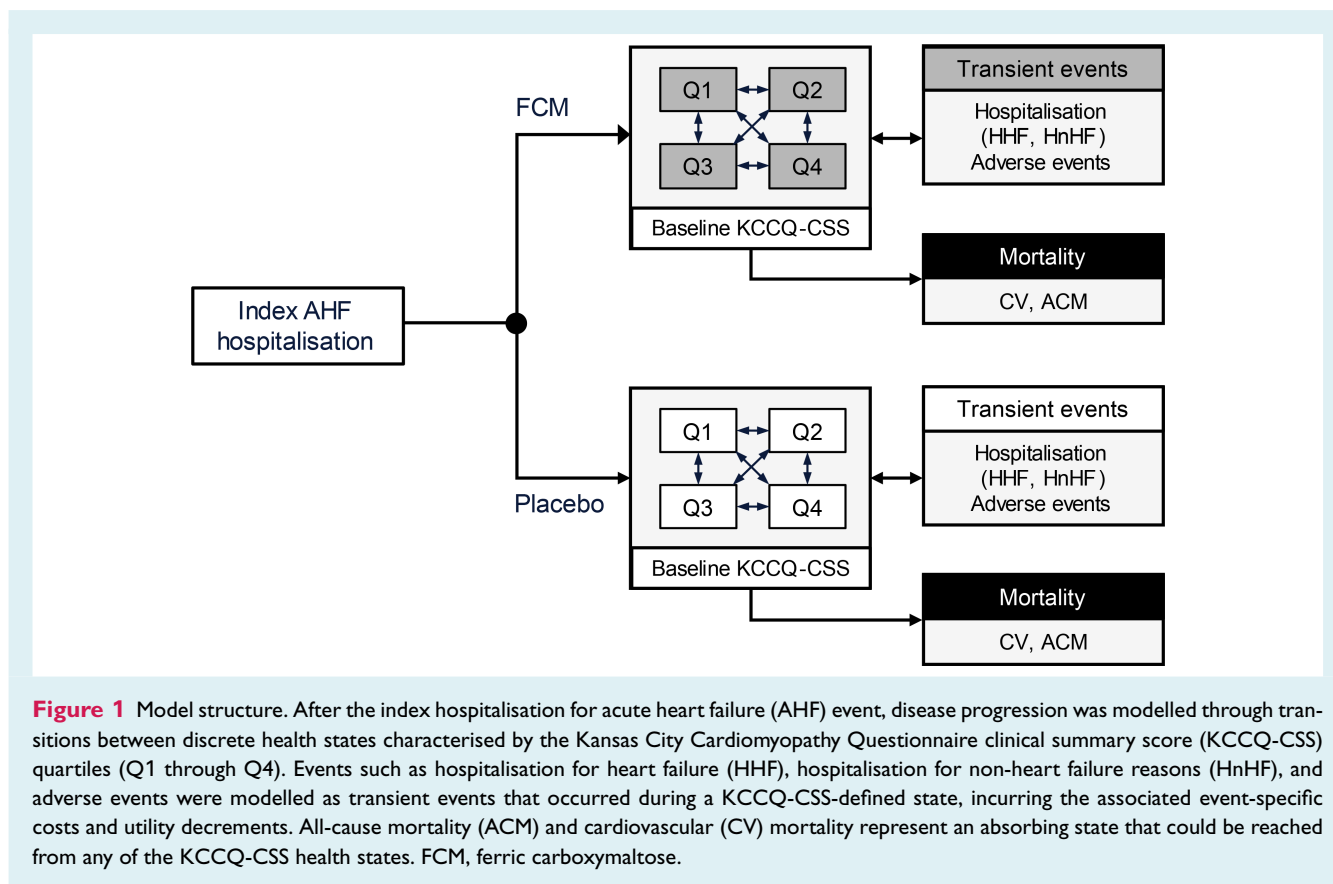 FCM
Q1
Q2
Q3
Q4
Baseline KCCQ-CSS
Transient events
Hospitalisation
(HHF, HnHF)
Adverse events
Mortality
CV, ACM
Index AHF
hospitalisation
Placebo
Q1
Q2
Q3
Q4
Baseline KCCQ-CSS
Transient events
Hospitalisation
(HHF, HnHF)
Adverse events
Mortality
CV, ACM
Figure 1 Model structure. After the index hospitalisation for acute heart failure (AHF) event, disease progression was modelled through tran-
sitions between discrete health states characterised by the Kansas City Cardiomyopathy Questionnaire clinical summary score (KCCQ-CSS)
quartiles (Q1 through Q4). Events such as hospitalisation for heart failure (HHF), hospitalisation for non-heart failure reasons (HnHF), and
adverse events were modelled as transient events that occurred during a KCCQ-CSS-defined state, incurring the associated event-specific
costs and utility decrements. All-cause mortality (ACM) and cardiovascular (CV) mortality represent an absorbing state that could be reached
from any of the KCCQ-CSS health states. FCM, ferric carboxymaltose.